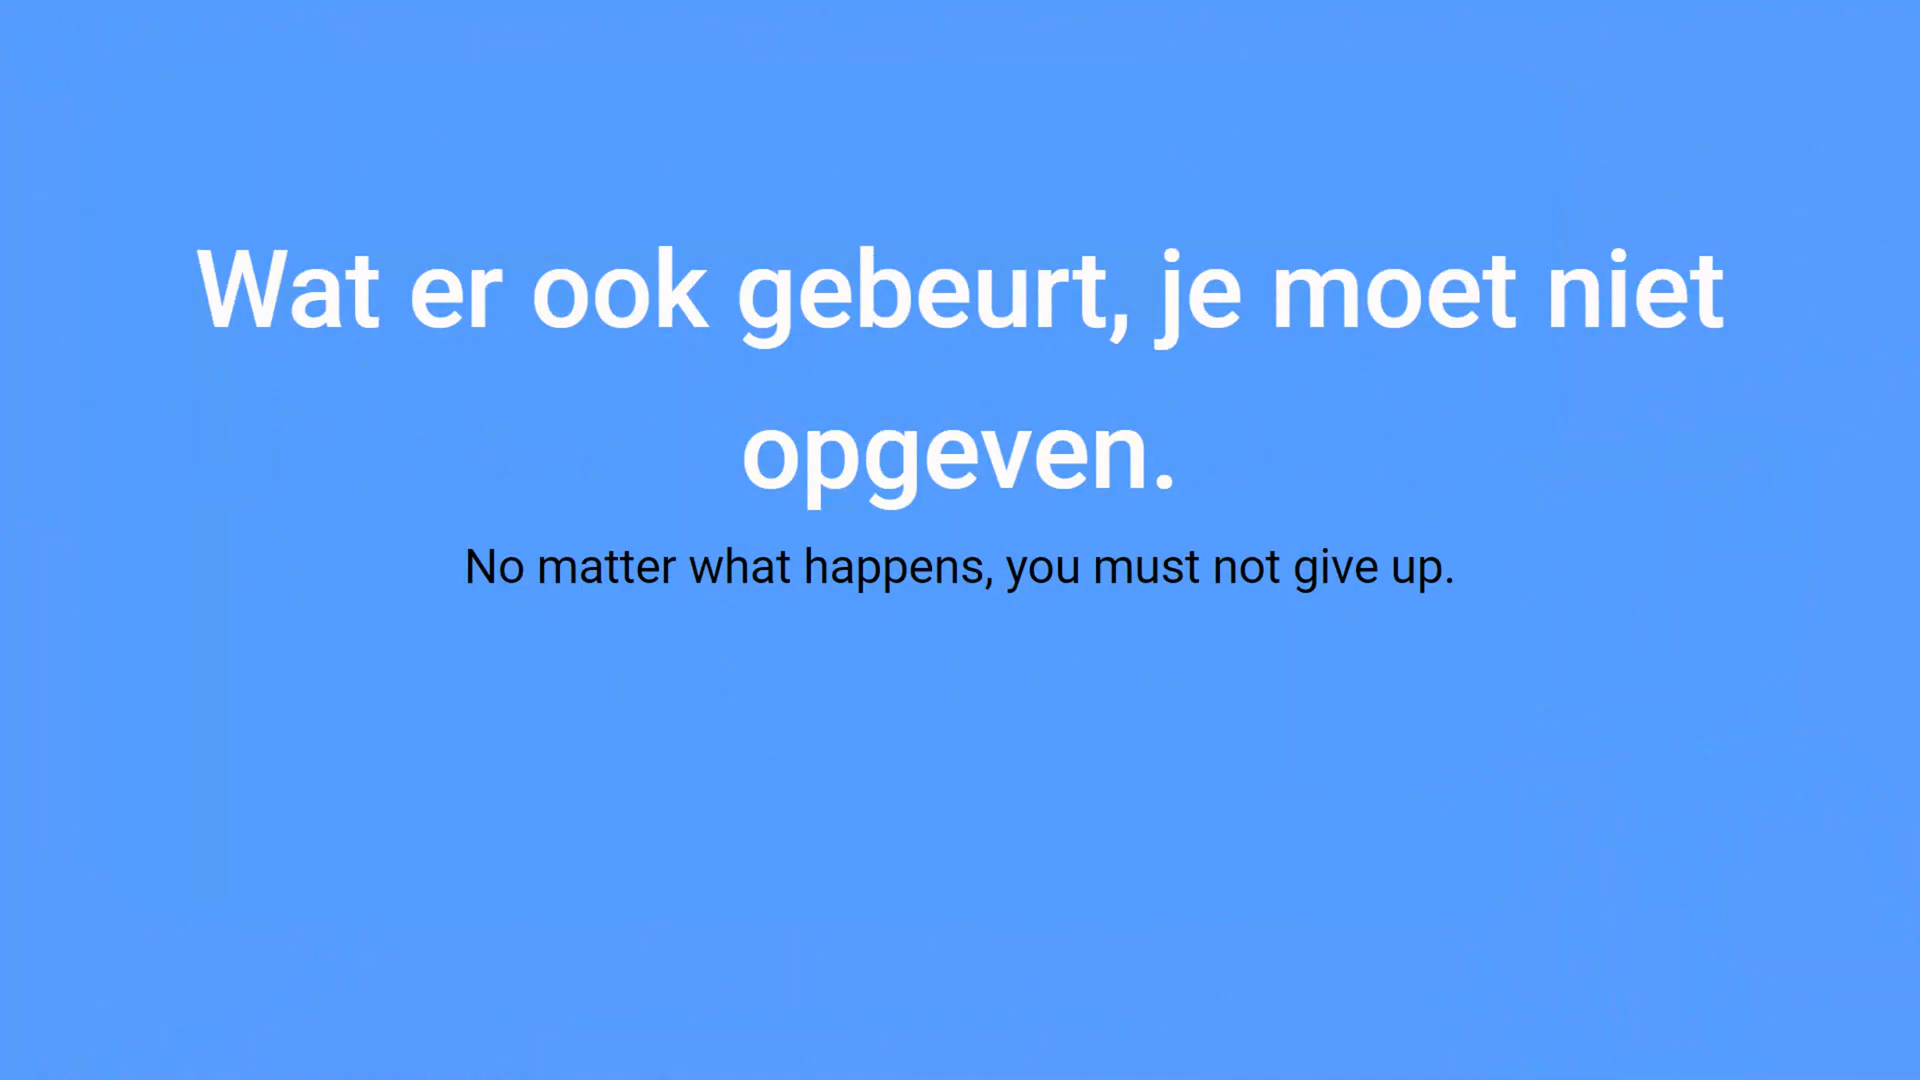 Wat er ook gebeurt, je moet niet
opgeven.
No matter what happens, you must not give up.